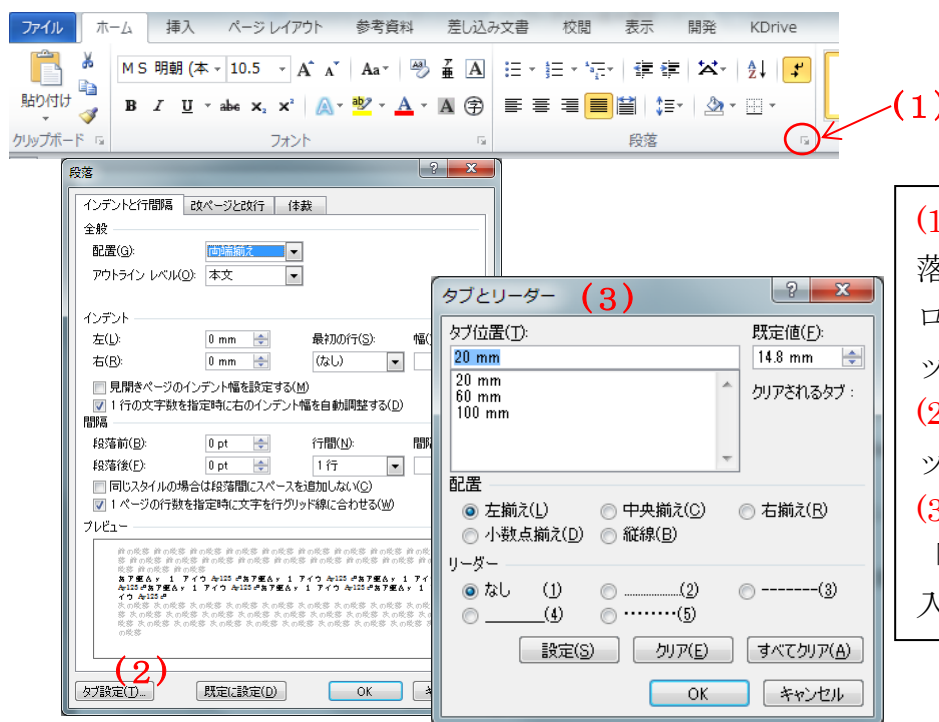 ファイル ホーム 挿入 ページ レイアウト 参考資料 差し込み文書 校閲 表示 開発 KDrive
ＭＳ 明朝 (本 10.5 A A Aa ア亜 A
貼り付け
B I U abc x₂ x² A ab A A 字
クリップボード フォント 段落
(1)
段落
インデントと行間隔 改ページと改行 体裁
全般
配置(G): 両端揃え
アウトライン レベル(O): 本文
インデント
左(L): 0 mm 最初の行(S): 幅(
右(R): 0 mm (なし)
見開きページのインデント幅を設定する(M)
1 行の文字数を指定時に右のインデント幅を自動調整する(D)
間隔
段落前(B): 0 pt 行間(N): 間隔
段落後(F): 0 pt 1 行
同じスタイルの場合は段落間にスペースを追加しない(C)
1 ページの行数を指定時に文字を行グリッド線に合わせる(W)
プレビュー
(2)
タブ設定(T)... 既定に設定(D) OK キ
タブとリーダー (3)
タブ位置(T): 既定値(F):
20 mm 14.8 mm
20 mm
60 mm
100 mm
クリアされるタブ：
配置
左揃え(L) 中央揃え(C) 右揃え(R)
小数点揃え(D) 縦線(B)
リーダー
なし (1) ....................(2) -------(3)
_______(4) ········(5)
設定(S) クリア(E) すべてクリア(A)
OK キャンセル
(1
落
ロ
ッ
(2
ッ
(3
「
入